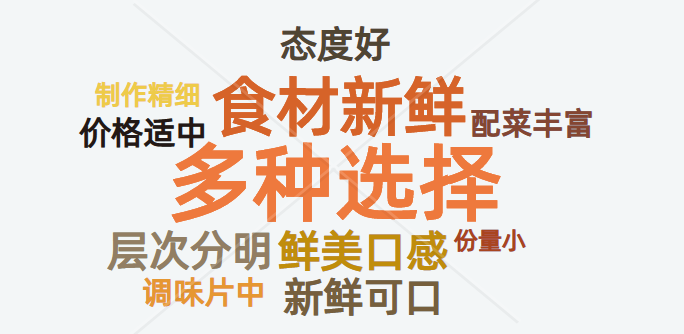 态度好
制作精细
食材新鲜
价格适中
配菜丰富
多种选择
层次分明
鲜美口感
份量小
调味片中
新鲜可口